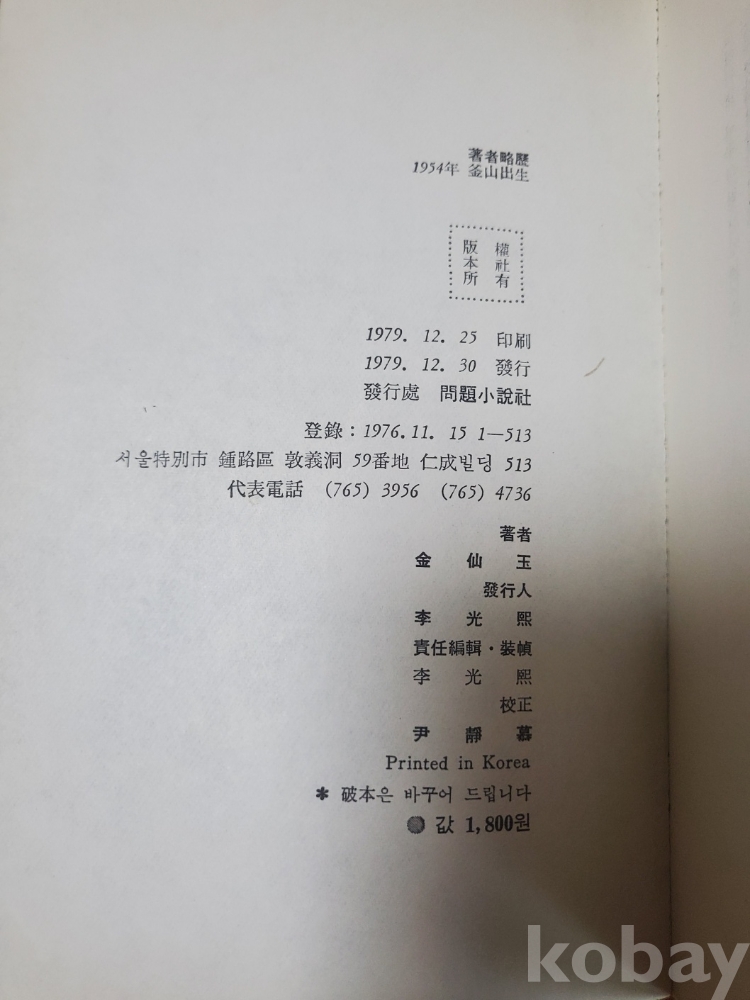 著者略歷
1954年 釜山出生
版權
本社
所有
1979. 12. 25 印刷
1979. 12. 30 發行
發行處 問題小說社
登錄: 1976. 11. 15 1—513
서울特別市 鍾路區 敦義洞 59番地 仁成빌딩 513
代表電話 (765) 3956 (765) 4736
著者
金仙玉
發行人
李光熙
責任編輯·裝幀
李光熙
校正
尹靜慕
Printed in Korea
* 破本은 바꾸어 드립니다
● 값 1,800원
kobay